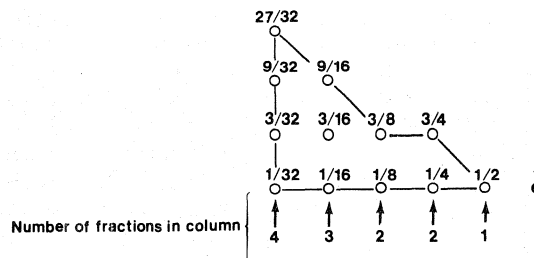 27/32
9/32 9/16
3/32 3/16 3/8 3/4
1/32 1/16 1/8 1/4 1/2
Number of fractions in column
4 3 2 2 1